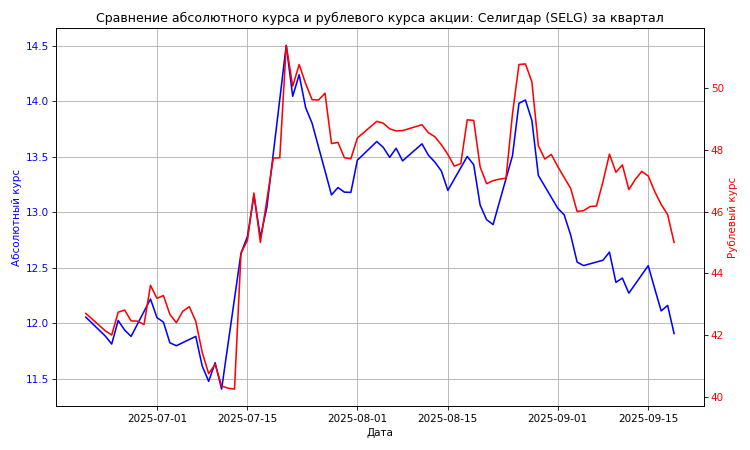 Сравнение абсолютного курса и рублевого курса акции: Селигдар (SELG) за квартал
14.5
14.0
13.5
13.0
12.5
12.0
11.5
Абсолютный курс
50
48
46
44
42
40
Рублевый курс
2025-07-01 2025-07-15 2025-08-01 2025-08-15 2025-09-01 2025-09-15
Дата